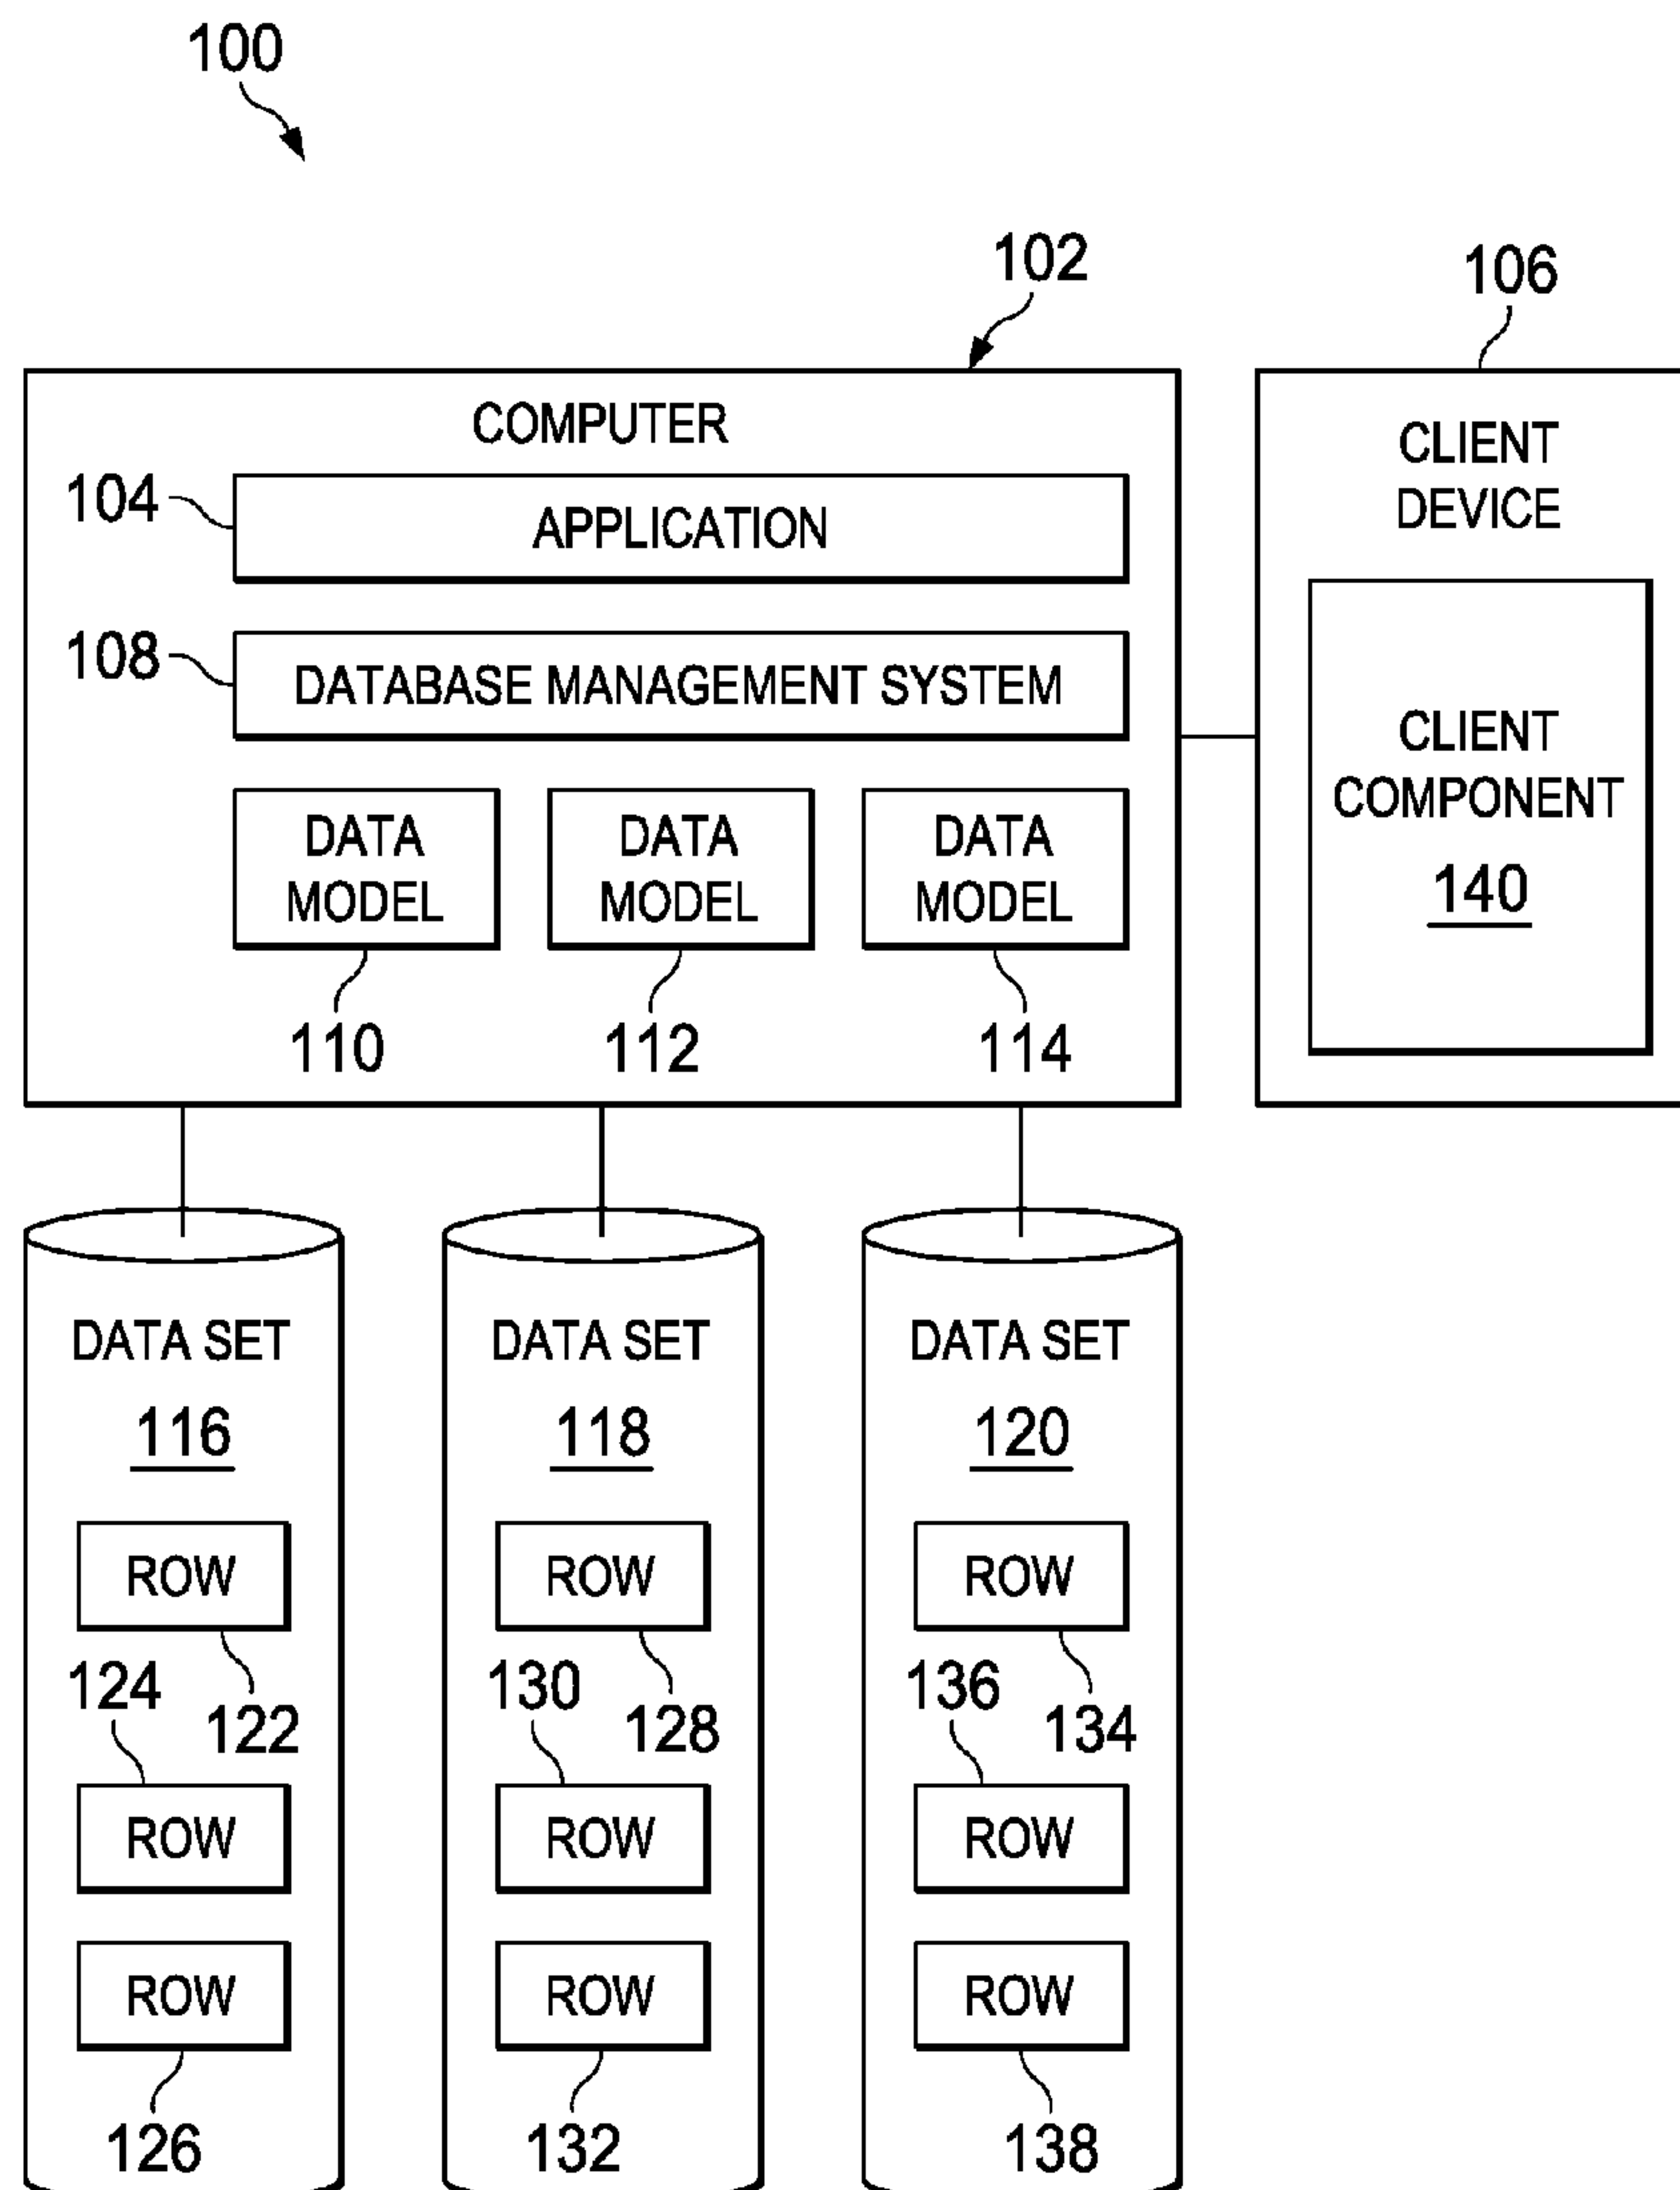 100
102
106
COMPUTER
104
APPLICATION
108
DATABASE MANAGEMENT SYSTEM
DATA
MODEL
DATA
MODEL
DATA
MODEL
110
112
114
CLIENT
DEVICE
CLIENT
COMPONENT
140
DATA SET
116
ROW
124
122
ROW
ROW
126
DATA SET
118
ROW
130
128
ROW
ROW
132
DATA SET
120
ROW
136
134
ROW
ROW
138